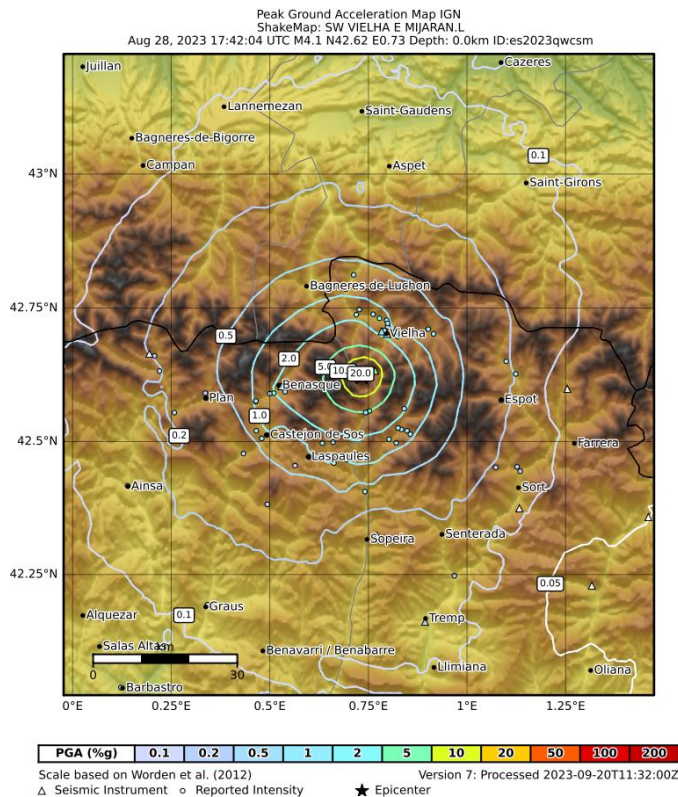 Peak Ground Acceleration Map IGN
ShakeMap: SW VIELHA E MIJARAN.L
Aug 28, 2023 17:42:04 UTC M4.1 N42.62 E0.73 Depth: 0.0km ID:es2023qwcsm
Juillan
Cazeres
Lannemezan
Saint-Gaudens
Bagneres-de-Bigorre
0.1
Campan
Aspet
43°N
Saint-Girons
Bagneres-de-Luchon
42.75°N
0.5
Vielha
2.0
5.0
20.0
Benasque
Plan
Espot
1.0
0.2
Castejon de Sos
Farrera
42.5°N
Laspaules
Ainsa
Sort
Sopeira
Senterada
42.25°N
0.05
0.1
Graus
Alquezar
Tremp
Salas Altas
km
Benavarri / Benabarre
0
30
Llimiana
Oliana
Barbastro
0°E
0.25°E
0.5°E
0.75°E
1°E
1.25°E
PGA (%g) 0.1 0.2 0.5 1 2 5 10 20 50 100 200
Scale based on Worden et al. (2012)
Version 7: Processed 2023-09-20T11:32:00Z
Seismic Instrument
Reported Intensity
Epicenter